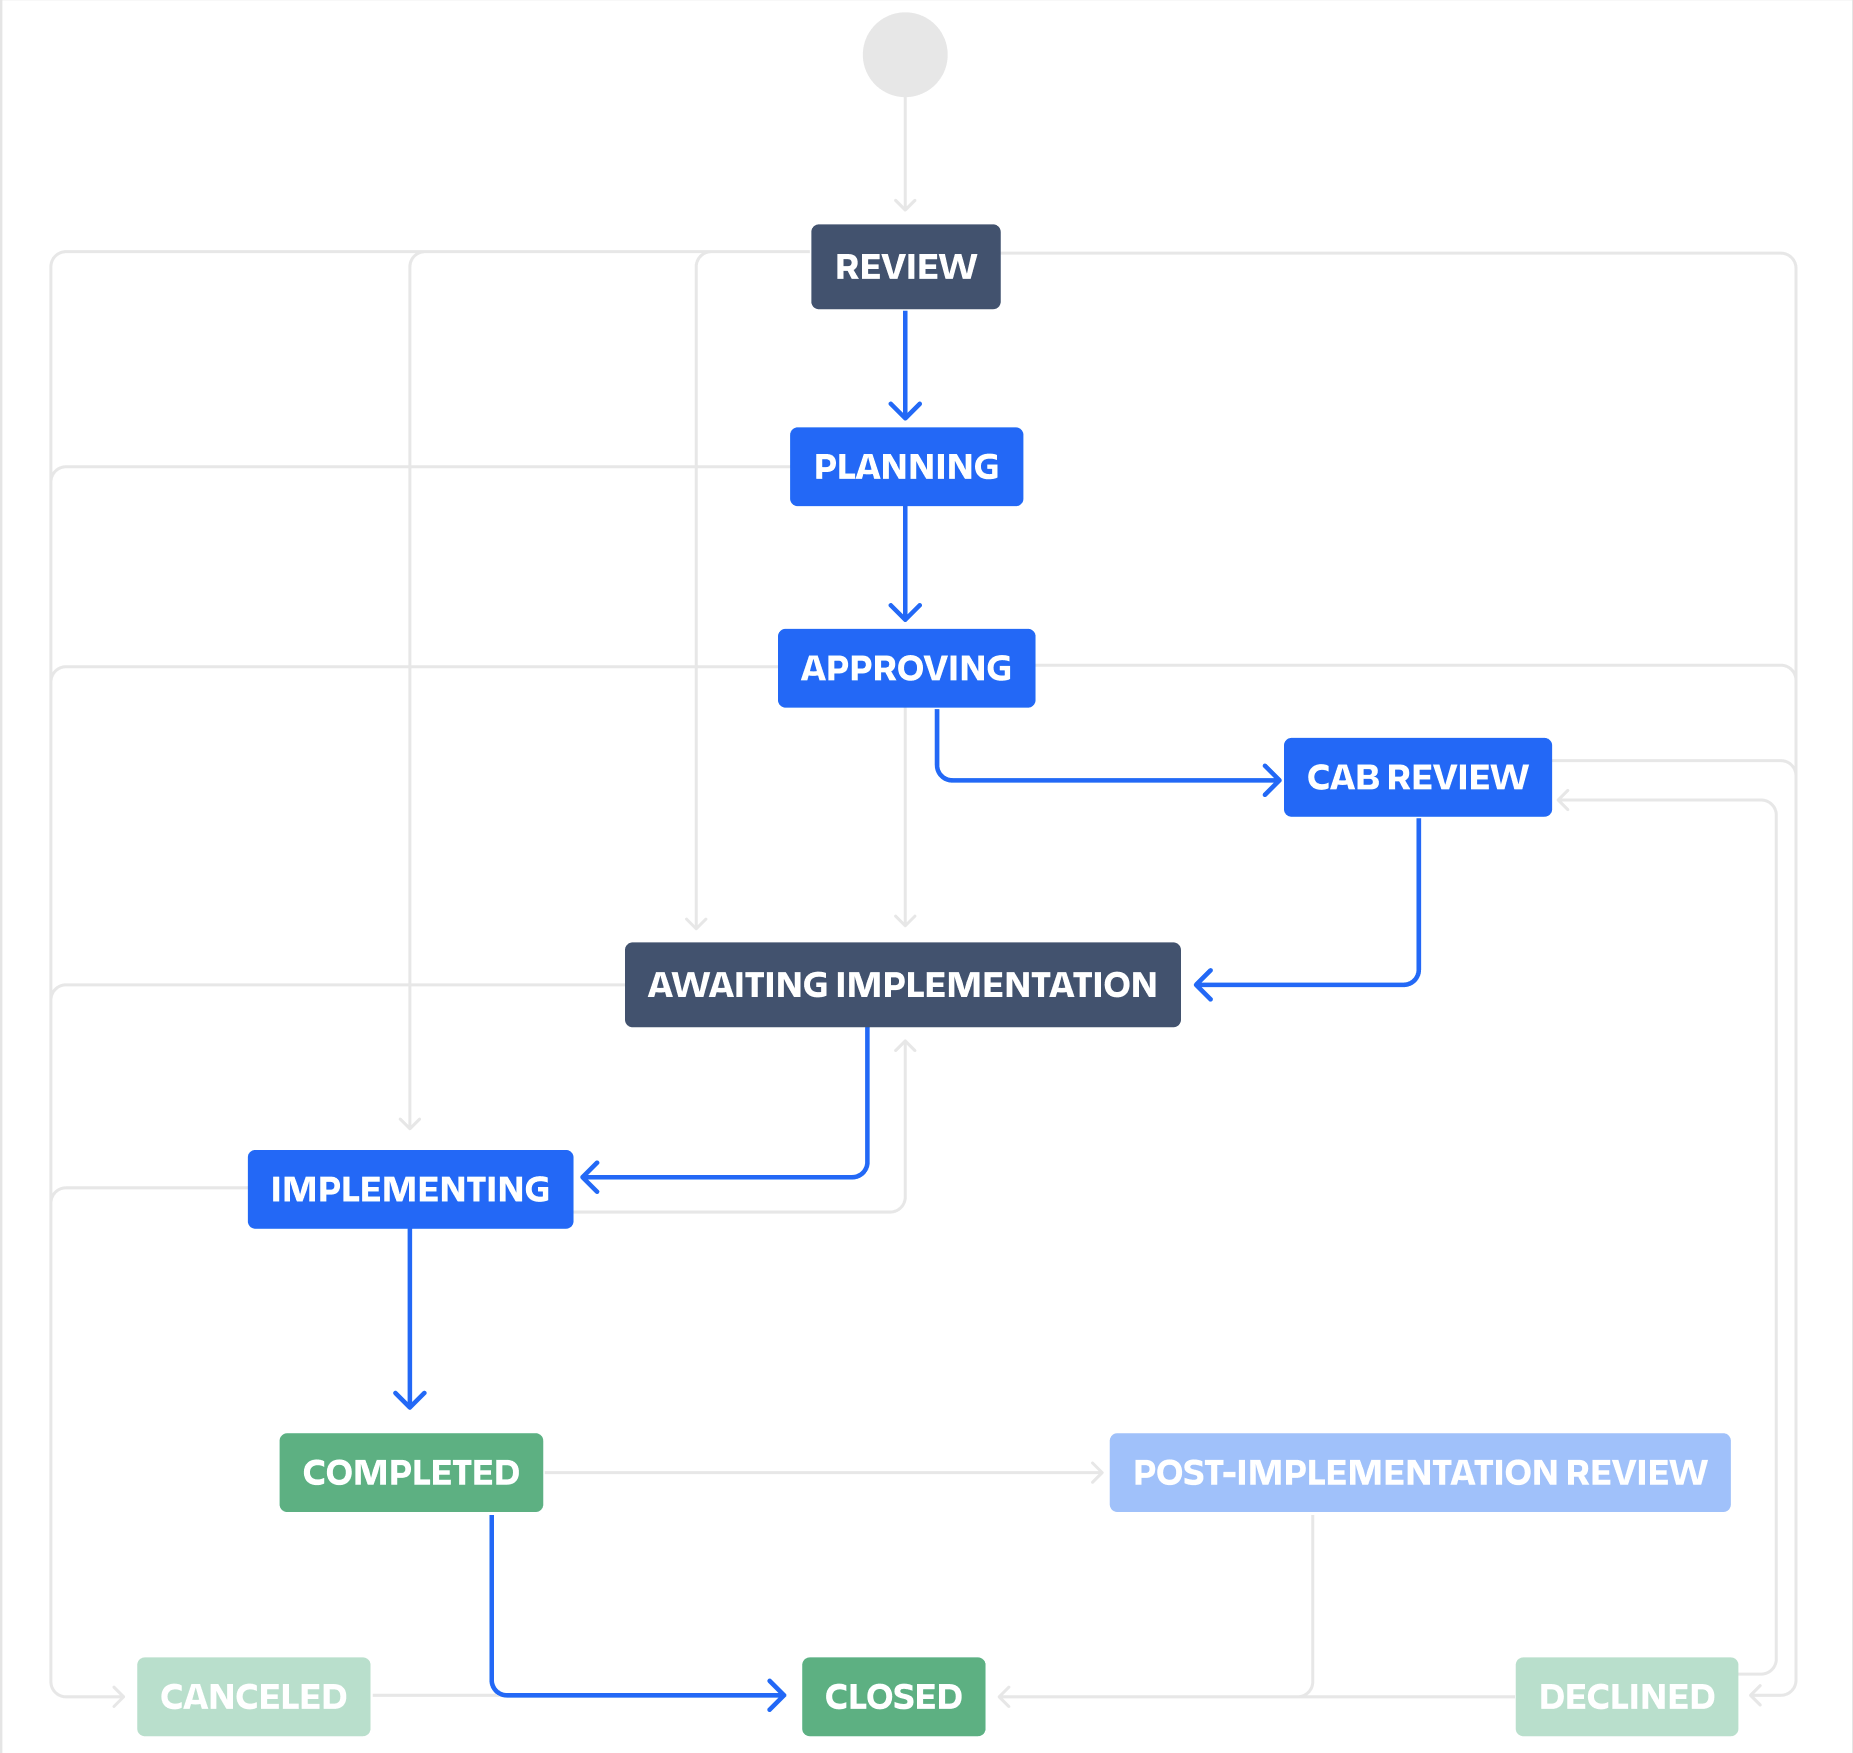 REVIEW
PLANNING
APPROVING
CAB REVIEW
AWAITING IMPLEMENTATION
IMPLEMENTING
COMPLETED
POST-IMPLEMENTATION REVIEW
CANCELED
CLOSED
DECLINED